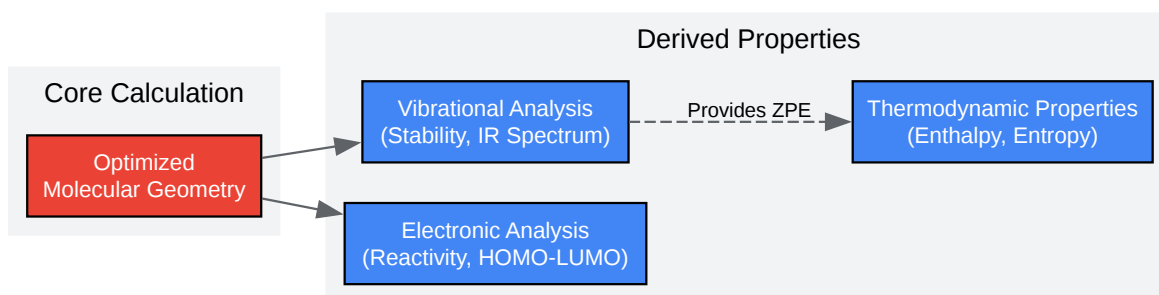 Core Calculation
Optimized
Molecular Geometry
Derived Properties
Vibrational Analysis
(Stability, IR Spectrum)
Provides ZPE
Thermodynamic Properties
(Enthalpy, Entropy)
Electronic Analysis
(Reactivity, HOMO-LUMO)